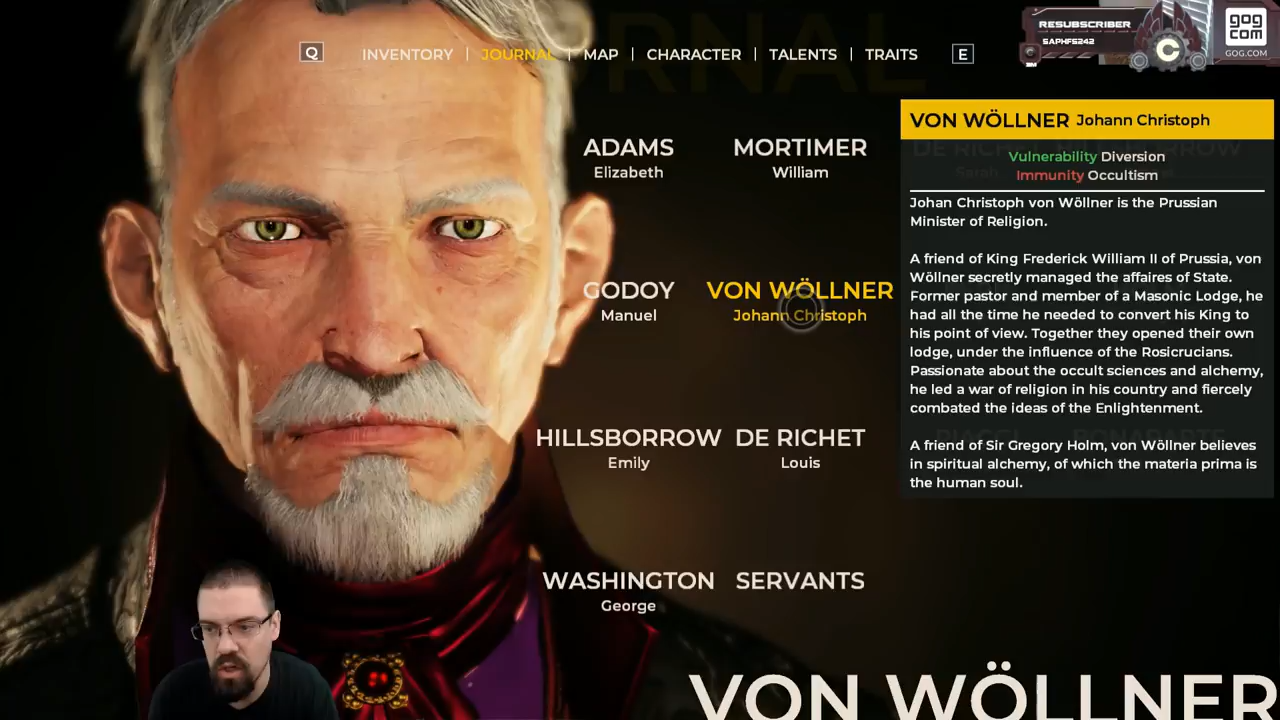 RESUBSCRIBER
SAPHFS242
gog
com
GOG.COM
Q INVENTORY | JOURNAL | MAP | CHARACTER | TALENTS | TRAITS E
VON WÖLLNER Johann Christoph
Vulnerability Diversion
Immunity Occultism
Johan Christoph von Wöllner is the Prussian
Minister of Religion.
A friend of King Frederick William II of Prussia, von
Wöllner secretly managed the affaires of State.
Former pastor and member of a Masonic Lodge, he
had all the time he needed to convert his King to
his point of view. Together they opened their own
lodge, under the influence of the Rosicrucians.
Passionate about the occult sciences and alchemy,
he led a war of religion in his country and fiercely
combated the ideas of the Enlightenment.
A friend of Sir Gregory Holm, von Wöllner believes
in spiritual alchemy, of which the materia prima is
the human soul.
ADAMS
Elizabeth
MORTIMER
William
GODOY
Manuel
VON WÖLLNER
Johann Christoph
HILLSBORROW
Emily
DE RICHET
Louis
WASHINGTON
George
SERVANTS
VON WÖLLNER